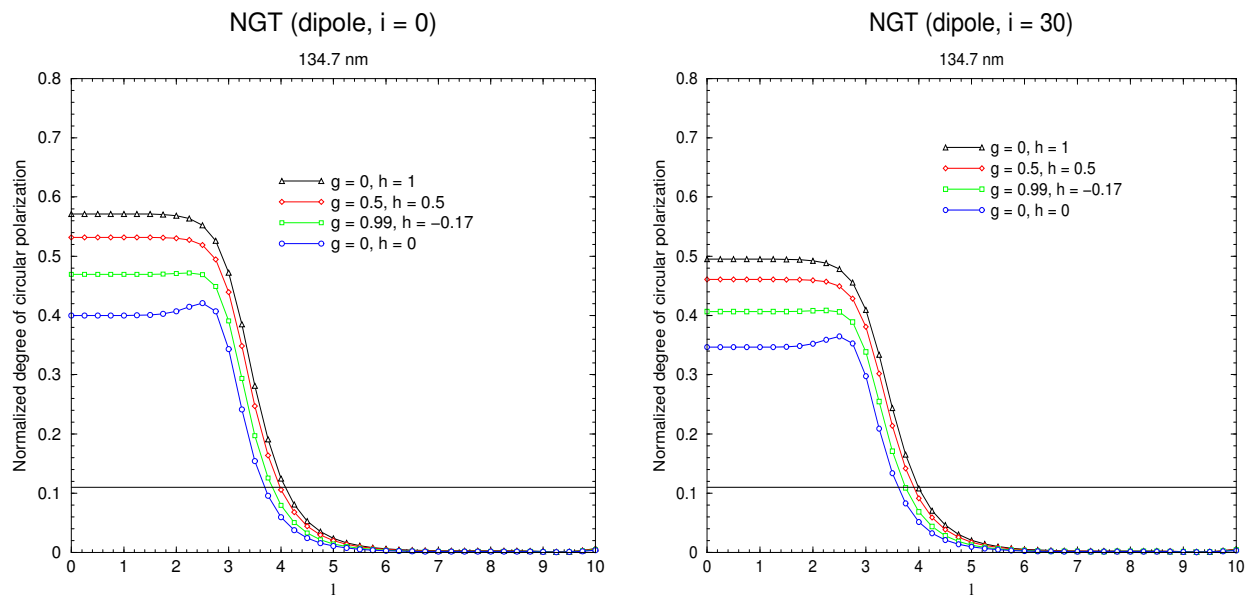 NGT (dipole, i = 0)
134.7 nm
Normalized degree of circular polarization
0.8
0.7
0.6
0.5
0.4
0.3
0.2
0.1
0
g = 0, h = 1
g = 0.5, h = 0.5
g = 0.99, h = −0.17
g = 0, h = 0
0 1 2 3 4 5 6 7 8 9 10
l
NGT (dipole, i = 30)
134.7 nm
Normalized degree of circular polarization
0.8
0.7
0.6
0.5
0.4
0.3
0.2
0.1
0
g = 0, h = 1
g = 0.5, h = 0.5
g = 0.99, h = −0.17
g = 0, h = 0
0 1 2 3 4 5 6 7 8 9 10
l